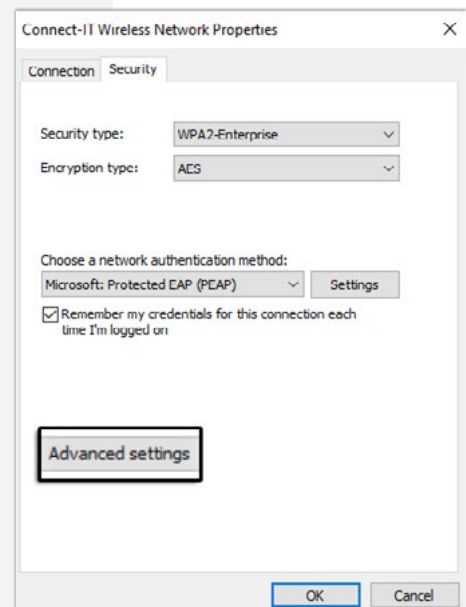 Connect-IT Wireless Network Properties
Connection Security
Security type: WPA2-Enterprise
Encryption type: AES
Choose a network authentication method:
Microsoft: Protected EAP (PEAP) Settings
Remember my credentials for this connection each
time I'm logged on
Advanced settings
OK Cancel